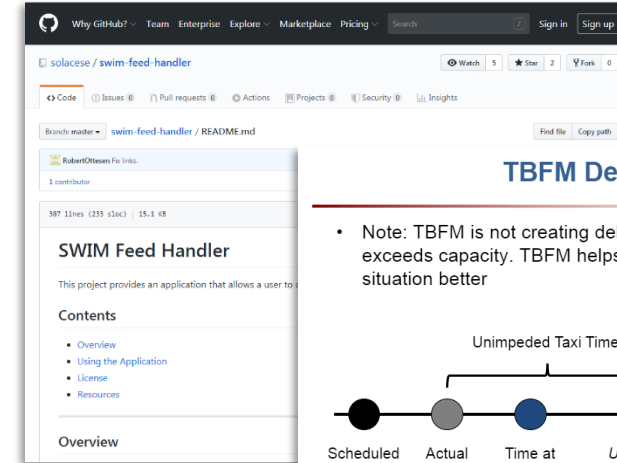 Why GitHub? Team Enterprise Explore Marketplace Pricing Search / Sign in Sign up
solacese / swim-feed-handler Watch 5 Star 2 Fork 0
Code Issues 0 Pull requests 0 Actions Projects 0 Security 0 Insights
Branch: master swim-feed-handler / README.md Find file Copy path
RobertOttesen Fix links.
1 contributor
307 lines (233 sloc) 15.1 KB
SWIM Feed Handler
This project provides an application that allows a user to
Contents
• Overview
• Using the Application
• License
• Resources
Overview
TBFM De
• Note: TBFM is not creating del
exceeds capacity. TBFM helps
situation better
Unimpeded Taxi Time
Scheduled Actual Time at U